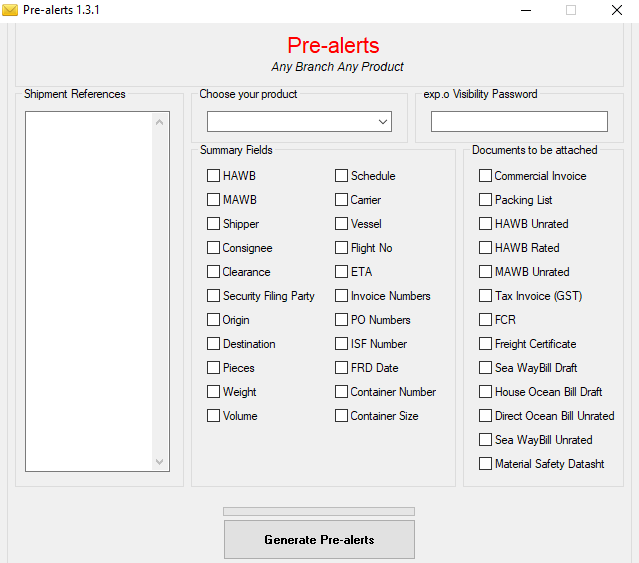 Pre-alerts 1.3.1
Pre-alerts
Any Branch Any Product
Shipment References
Choose your product
exp.o Visibility Password
Summary Fields
HAWB
MAWB
Shipper
Consignee
Clearance
Security Filing Party
Origin
Destination
Pieces
Weight
Volume
Schedule
Carrier
Vessel
Flight No
ETA
Invoice Numbers
PO Numbers
ISF Number
FRD Date
Container Number
Container Size
Documents to be attached
Commercial Invoice
Packing List
HAWB Unrated
HAWB Rated
MAWB Unrated
Tax Invoice (GST)
FCR
Freight Certificate
Sea WayBill Draft
House Ocean Bill Draft
Direct Ocean Bill Unrated
Sea WayBill Unrated
Material Safety Datasht
Generate Pre-alerts